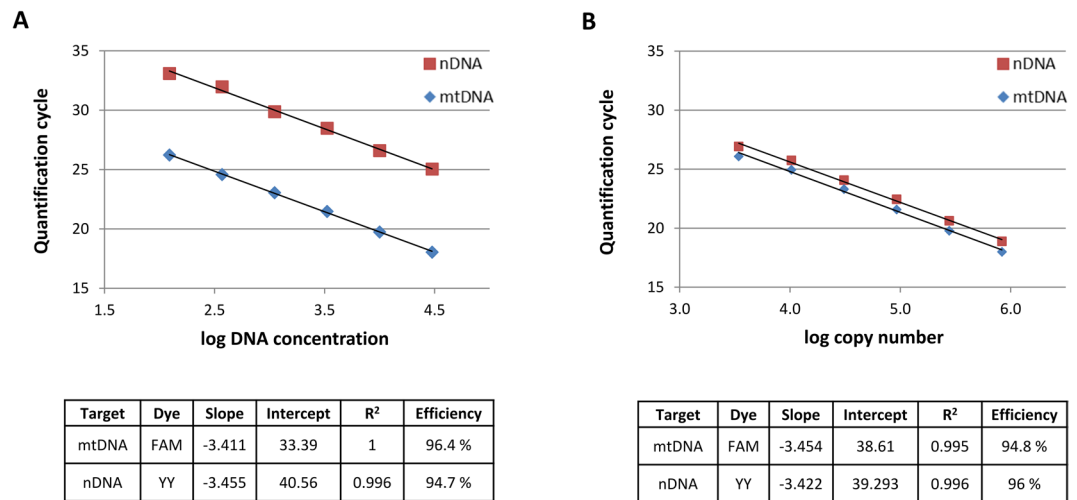 A
35
30
25
20
15
Quantification cycle
nDNA
mtDNA
1.5 2.5 3.5 4.5
log DNA concentration
Target Dye Slope Intercept R² Efficiency
mtDNA FAM -3.411 33.39 1 96.4 %
nDNA YY -3.455 40.56 0.996 94.7 %
B
35
30
25
20
15
Quantification cycle
nDNA
mtDNA
3.0 4.0 5.0 6.0
log copy number
Target Dye Slope Intercept R² Efficiency
mtDNA FAM -3.454 38.61 0.995 94.8 %
nDNA YY -3.422 39.293 0.996 96 %